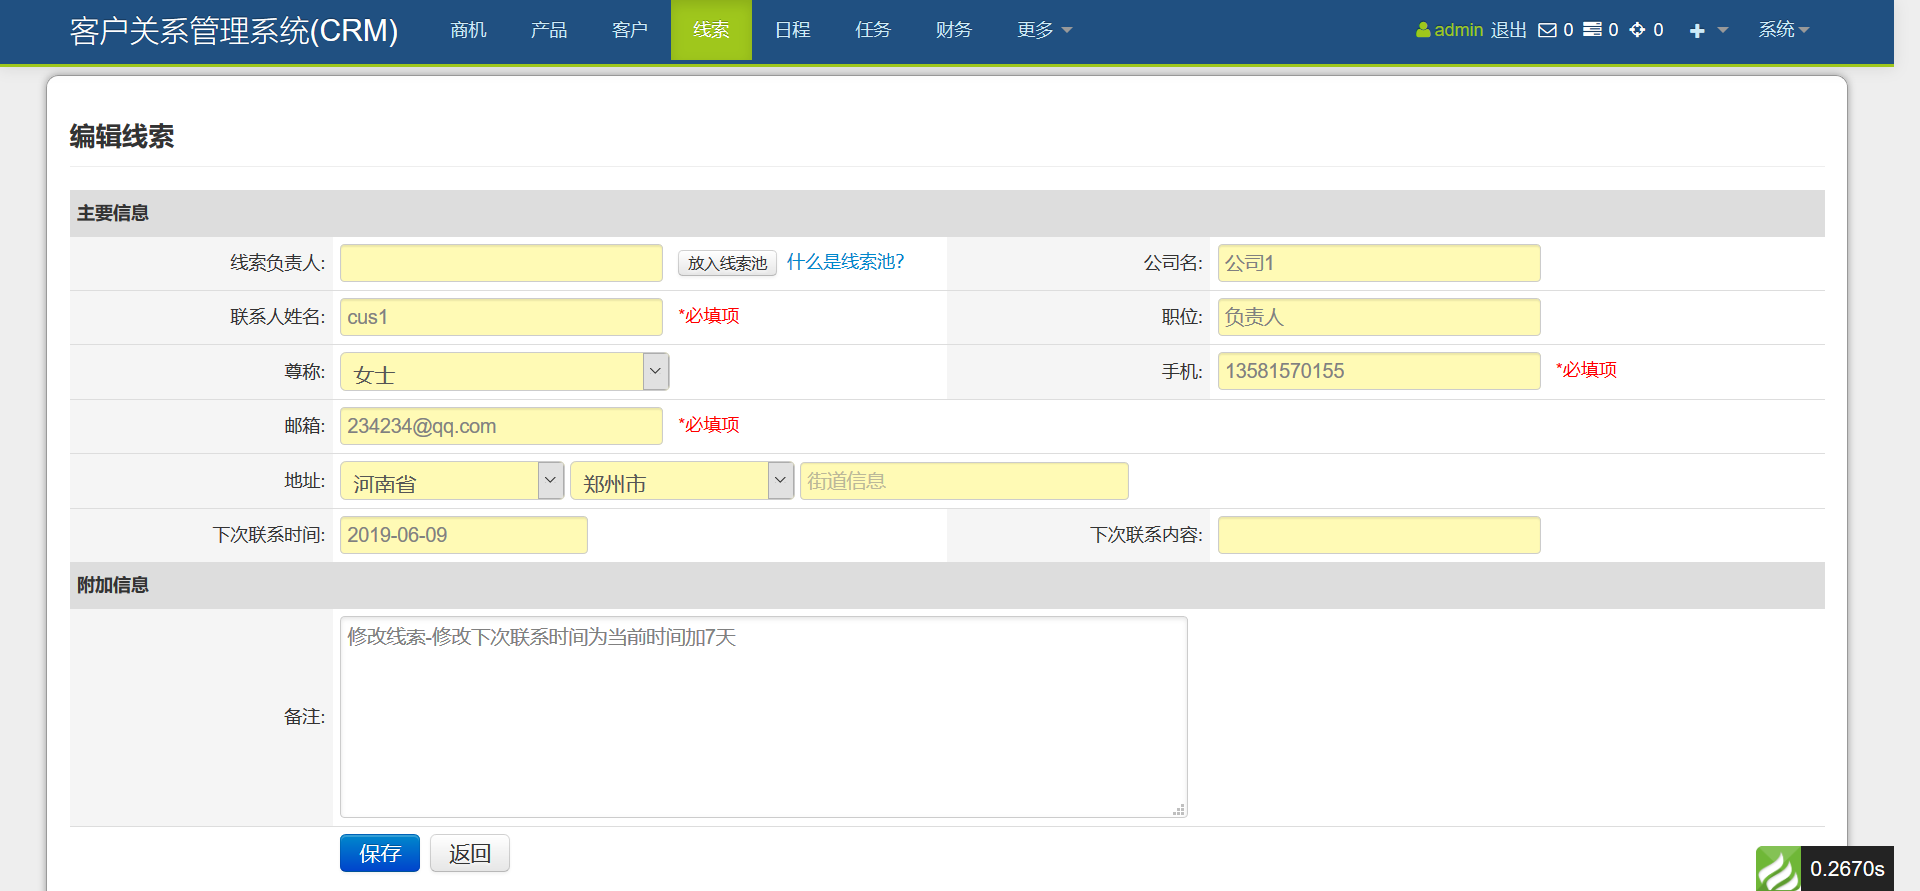 客户关系管理系统(CRM) 商机 产品 客户 线索 日程 任务 财务 更多 admin 退出 0 0 0 系统
编辑线索
主要信息
线索负责人: 放入线索池 什么是线索池? 公司名: 公司1
联系人姓名: cus1 *必填项 职位: 负责人
尊称: 女士 手机: 13581570155 *必填项
邮箱: 234234@qq.com *必填项
地址: 河南省 郑州市 街道信息
下次联系时间: 2019-06-09 下次联系内容:
附加信息
备注: 修改线索-修改下次联系时间为当前时间加7天
保存 返回
0.2670s